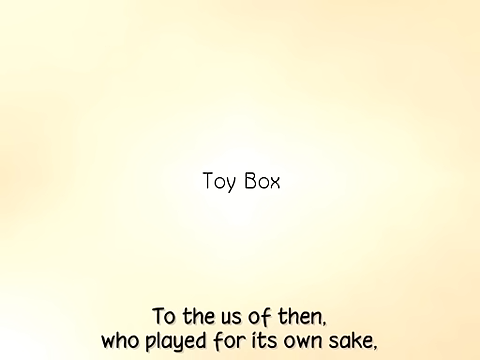 Toy Box
To the us of then,
who played for its own sake,